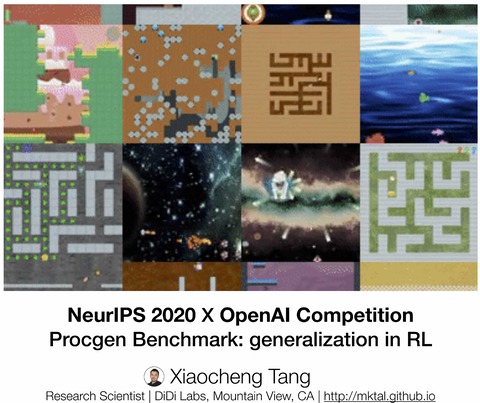 NeurIPS 2020 X OpenAI Competition
Procgen Benchmark: generalization in RL
Xiaocheng Tang
Research Scientist | DiDi Labs, Mountain View, CA | http://mktal.github.io